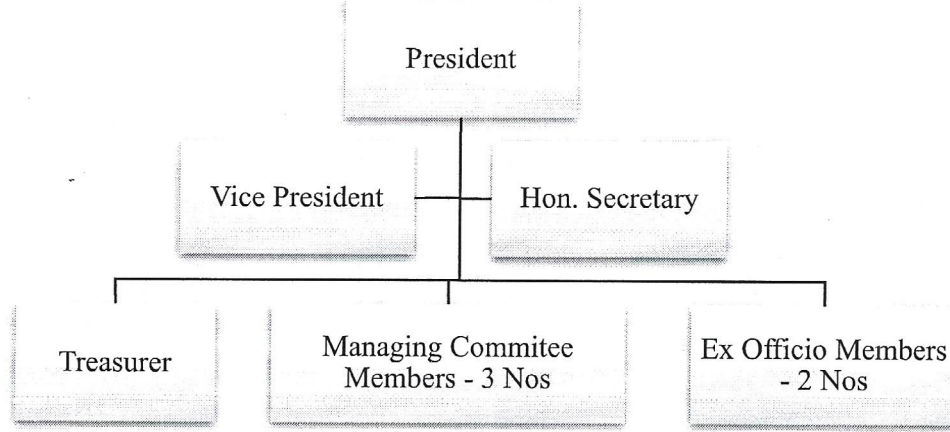 President
Vice President
Hon. Secretary
Treasurer
Managing Commitee
Members - 3 Nos
Ex Officio Members
- 2 Nos